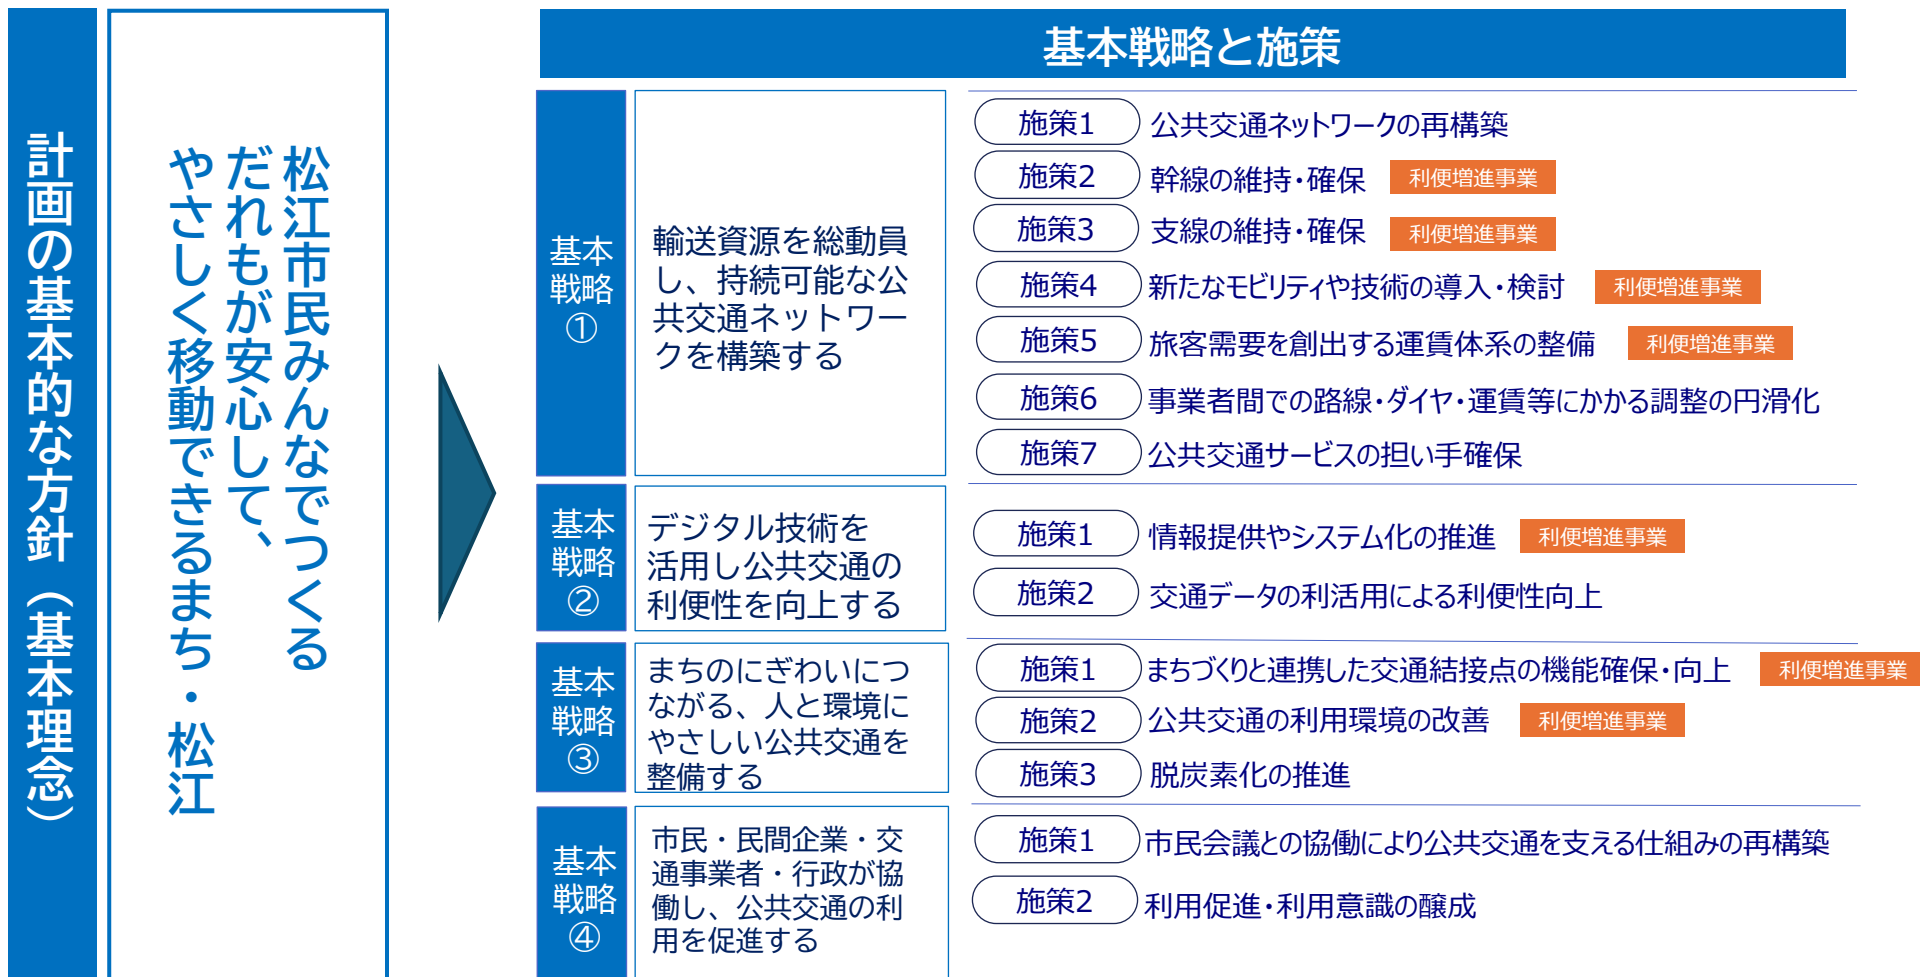 計画の基本的な方針（基本理念）
松江市民みんなでつくる
だれもが安心して、
やさしく移動できるまち・松江
基本戦略と施策
基本
戦略
①
輸送資源を総動員
し、持続可能な公
共交通ネットワー
クを構築する
施策1 公共交通ネットワークの再構築
施策2 幹線の維持・確保 利便増進事業
施策3 支線の維持・確保 利便増進事業
施策4 新たなモビリティや技術の導入・検討 利便増進事業
施策5 旅客需要を創出する運賃体系の整備 利便増進事業
施策6 事業者間での路線・ダイヤ・運賃等にかかる調整の円滑化
施策7 公共交通サービスの担い手確保
基本
戦略
②
デジタル技術を
活用し公共交通の
利便性を向上する
施策1 情報提供やシステム化の推進 利便増進事業
施策2 交通データの利活用による利便性向上
基本
戦略
③
まちのにぎわいにつ
ながる、人と環境に
やさしい公共交通を
整備する
施策1 まちづくりと連携した交通結接点の機能確保・向上 利便増進事業
施策2 公共交通の利用環境の改善 利便増進事業
施策3 脱炭素化の推進
基本
戦略
④
市民・民間企業・交
通事業者・行政が協
働し、公共交通の利
用を促進する
施策1 市民会議との協働により公共交通を支える仕組みの再構築
施策2 利用促進・利用意識の醸成